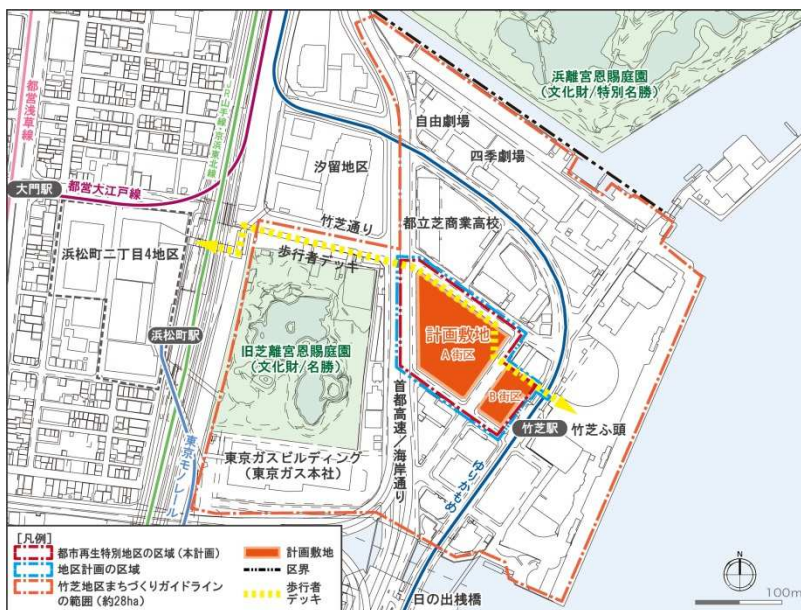 浜離宮恩賜庭園
(文化財/特別名勝)
自由劇場
四季劇場
都営浅草線
JR山手線・京浜東北線
汐留地区
大門駅
都営大江戸線
竹芝通り
都立芝商業高校
浜松町二丁目4地区
歩行者デッキ
計画敷地
A街区
浜松町駅
旧芝離宮恩賜庭園
(文化財/名勝)
B街区
首都高速/海岸通り
竹芝駅
竹芝ふ頭
東京ガスビルディング
(東京ガス本社)
東京モノレール
ゆりかもめ
[凡例]
都市再生特別地区の区域(本計画)
地区計画の区域
竹芝地区まちづくりガイドライン
の範囲(約28ha)
計画敷地
区界
歩行者
デッキ
日の出桟橋
N
100m